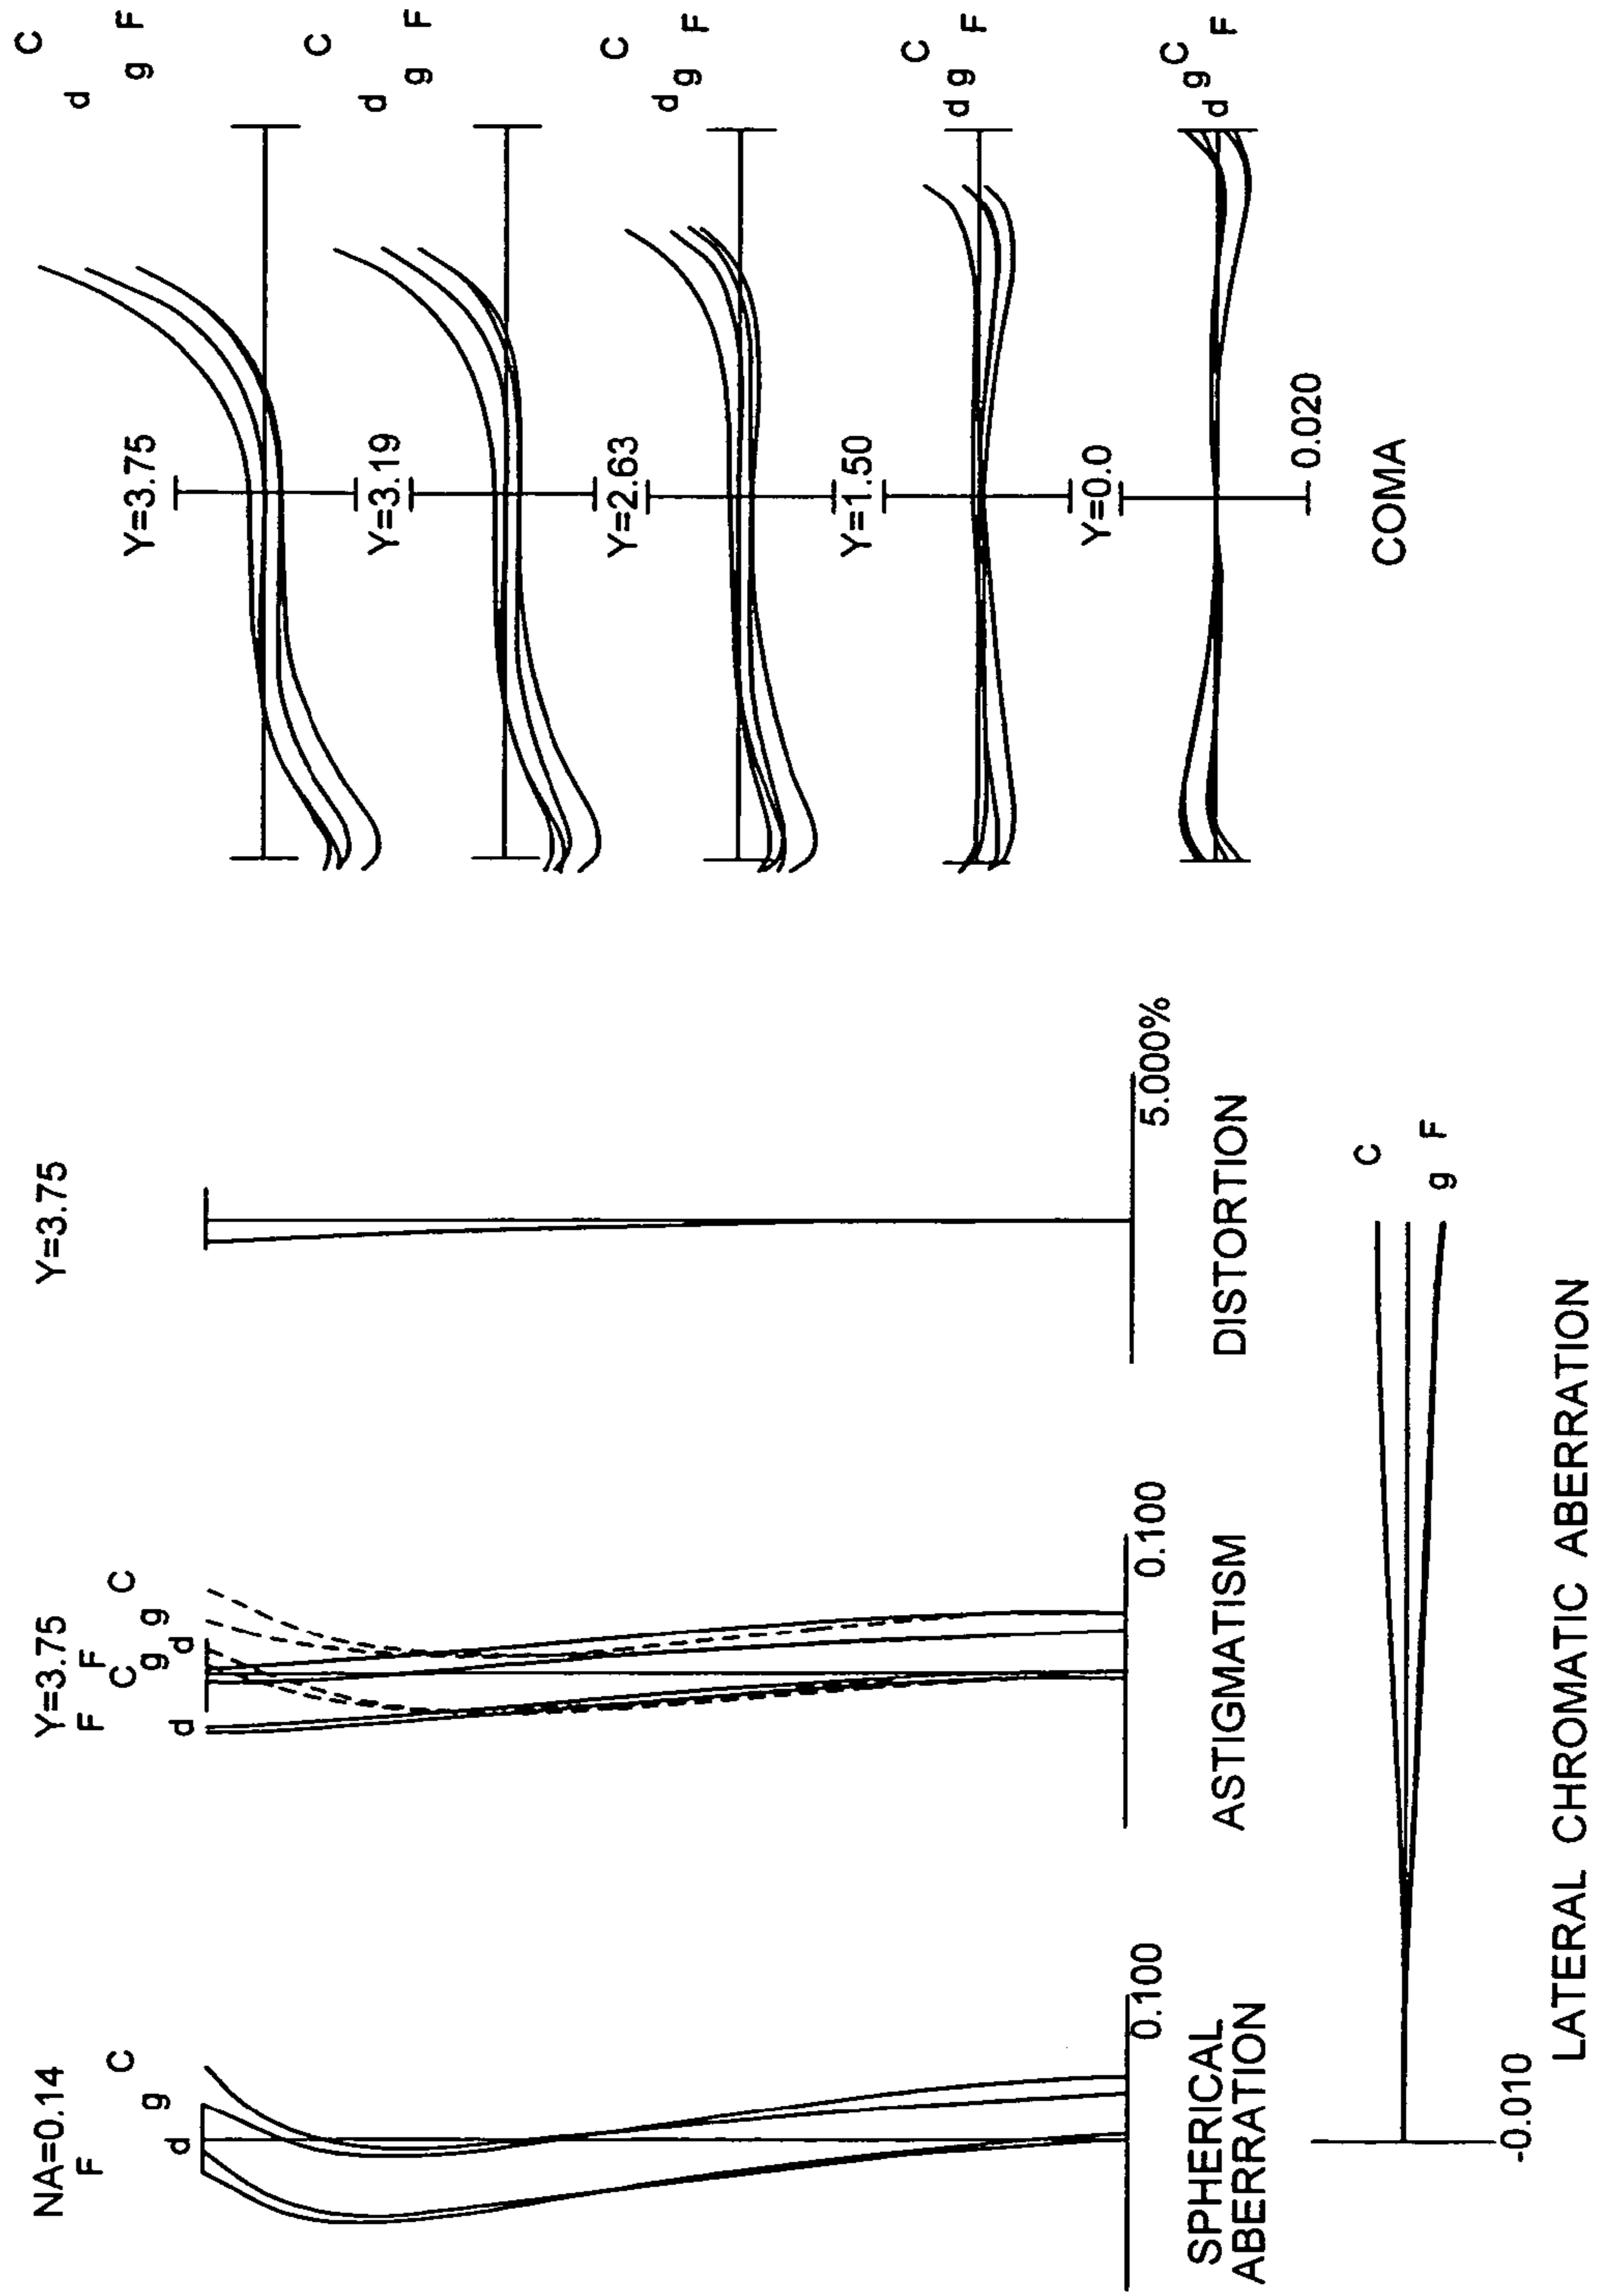 NA=0.14
F
d
g
C
0.100
SPHERICAL
ABERRATION
Y=3.75
F
F
d
C
g
d
g
C
0.100
ASTIGMATISM
Y=3.75
5.000%
DISTORTION
Y=3.75
C
d
F
g
Y=3.19
C
d
F
g
Y=2.63
C
d
F
g
Y=1.50
C
d
g
F
Y=0.0
C
g
d
F
0.020
COMA
-0.010
C
g
F
LATERAL CHROMATIC ABERRATION